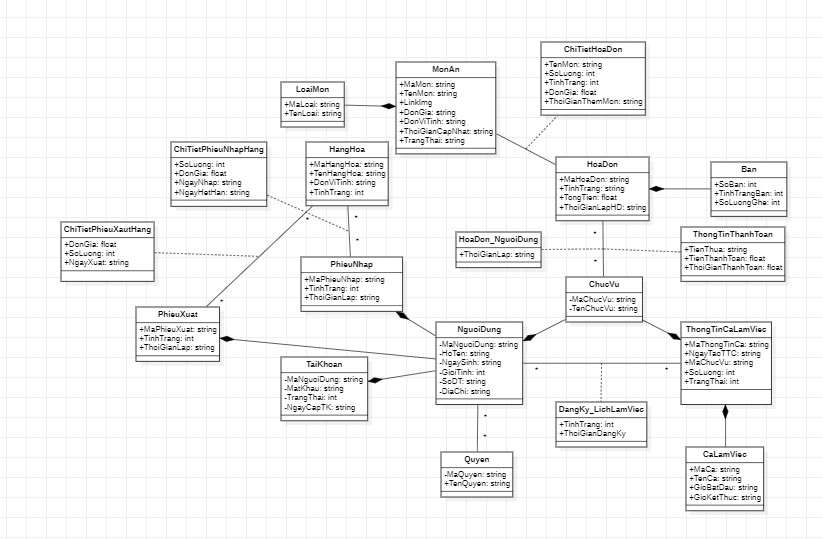 ChiTietHoaDon
+TenMon: string
+SoLuong: int
+TinhTrang: int
+DonGia: float
+ThoiGianThemMon: string
MonAn
+MaMon: string
+TenMon: string
+LinkImg
+DonGia: string
+DonViTinh: string
+ThoiGianCapNhat: string
+TrangThai: string
LoaiMon
+MaLoai: string
+TenLoai: string
ChiTietPhieuNhapHang
+SoLuong: int
+DonGia: float
+NgayNhap: string
+NgayHetHan: string
HangHoa
+MaHangHoa: string
+TenHangHoa: string
+DonViTinh: string
+TinhTrang: int
HoaDon
+MaHoaDon: string
+TinhTrang: string
+TongTien: float
+ThoiGianLapHD: string
Ban
+SoBan: int
+TinhTrangBan: int
+SoLuongGhe: int
ChiTietPhieuXautHang
+DonGia: float
+SoLuong: int
+NgayXuat: string
HoaDon_NguoiDung
+ThoiGianLap: string
ThongTinThanhToan
+TienThua: string
+TienThanhToan: float
+ThoiGianThanhToan: float
PhieuNhap
+MaPhieuNhap: string
+TinhTrang: int
+ThoiGianLap: string
ChucVu
-MaChucVu: string
-TenChucVu: string
PhieuXuat
+MaPhieuXuat: string
+TinhTrang: int
+ThoiGianLap: string
NguoiDung
-MaNguoiDung: string
-HoTen: string
-NgaySinh: string
-GioiTinh: int
-SoDT: string
-DiaChi: string
ThongTinCaLamViec
+MaThongTinCa: string
+NgayTaoTTC: string
+MaChucVu: string
+SoLuong: int
+TrangThai: int
TaiKhoan
-MaNguoiDung: string
-MatKhau: string
-TrangThai: int
-NgayCapTK: string
DangKy_LichLamViec
+TinhTrang: int
+ThoiGianDangKy
Quyen
-MaQuyen: string
+TenQuyen: string
CaLamViec
+MaCa: string
+TenCa: string
+GioBatDau: string
+GioKetThuc: string